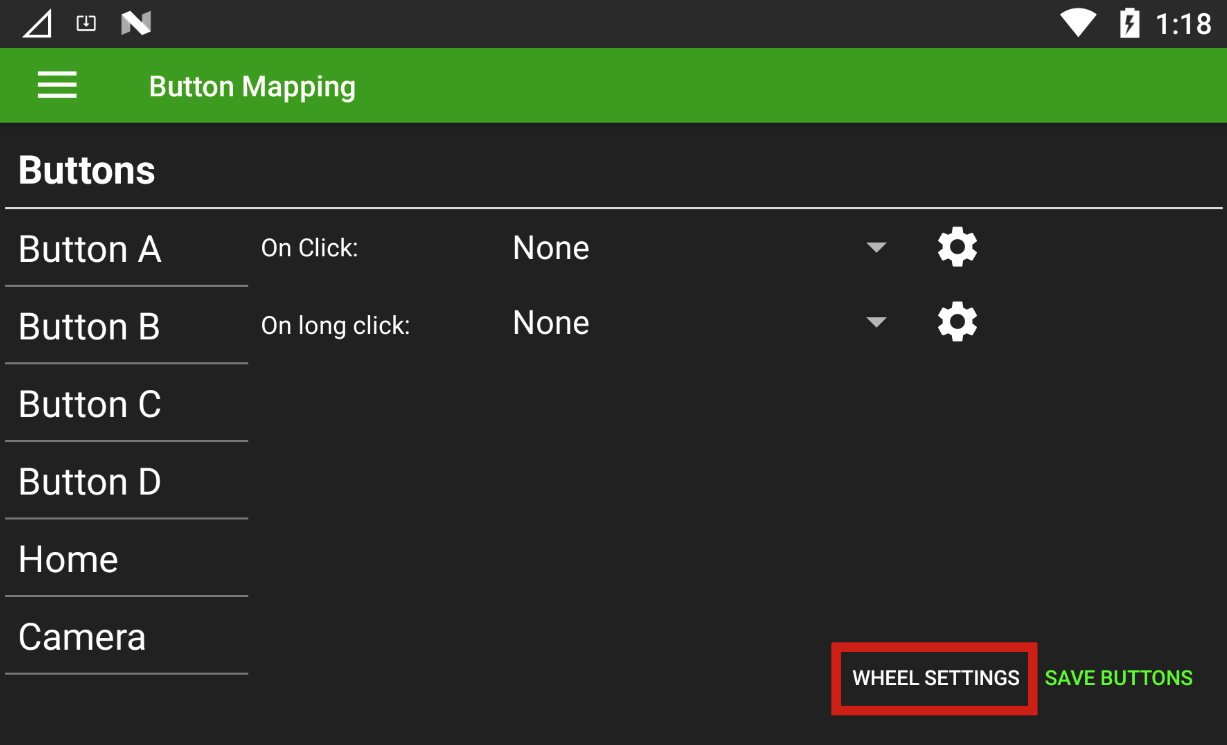 1:18
Button Mapping
Buttons
Button A On Click: None
Button B On long click: None
Button C
Button D
Home
Camera
WHEEL SETTINGS SAVE BUTTONS